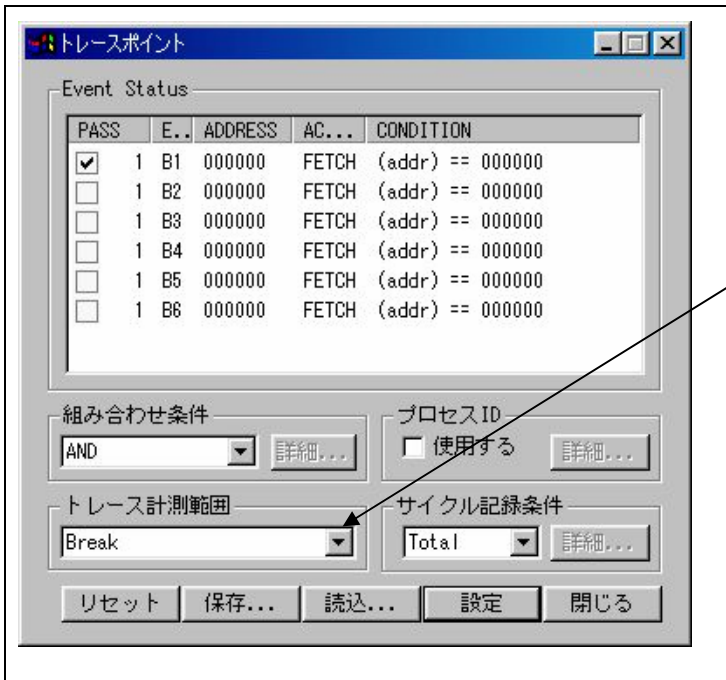 トレースポイント
Event Status
PASS E.. ADDRESS AC... CONDITION
1 B1 000000 FETCH (addr) == 000000
1 B2 000000 FETCH (addr) == 000000
1 B3 000000 FETCH (addr) == 000000
1 B4 000000 FETCH (addr) == 000000
1 B5 000000 FETCH (addr) == 000000
1 B6 000000 FETCH (addr) == 000000
組み合わせ条件
AND 詳細...
プロセスID
使用する 詳細...
トレース計測範囲
Break
サイクル記録条件
Total 詳細...
リセット 保存... 読込... 設定 閉じる